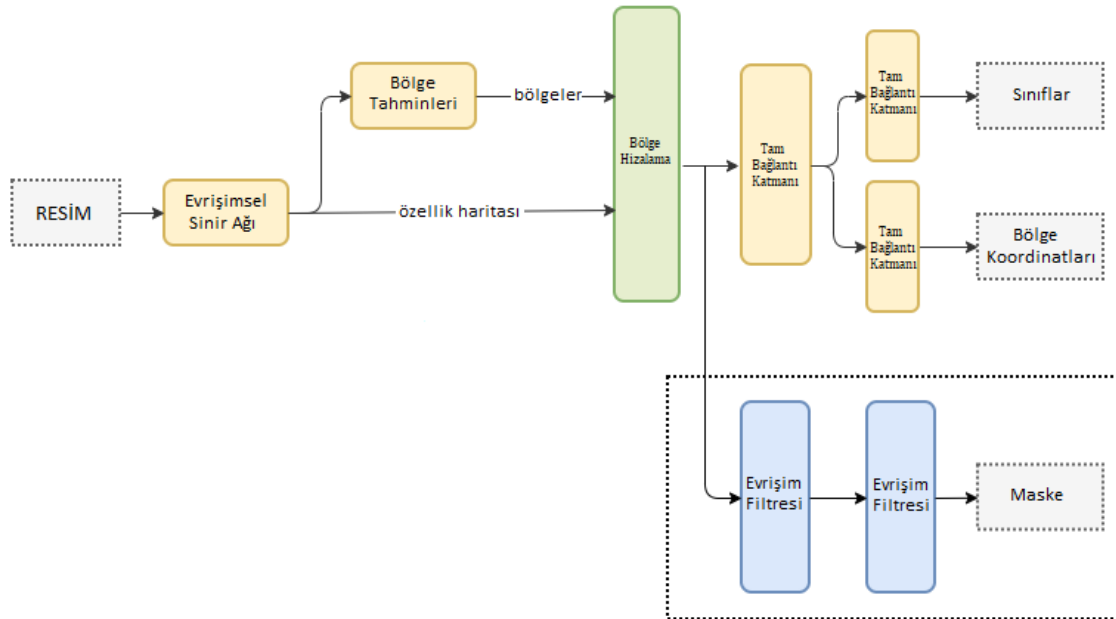 RESİM
Evrişimsel
Sinir Ağı
Bölge
Tahminleri
bölgeler
özellik haritası
Bölge
Hizalama
Tam
Bağlantı
Katmanı
Tam
Bağlantı
Katmanı
Sınıflar
Tam
Bağlantı
Katmanı
Bölge
Koordinatları
Evrişim
Filtresi
Evrişim
Filtresi
Maske